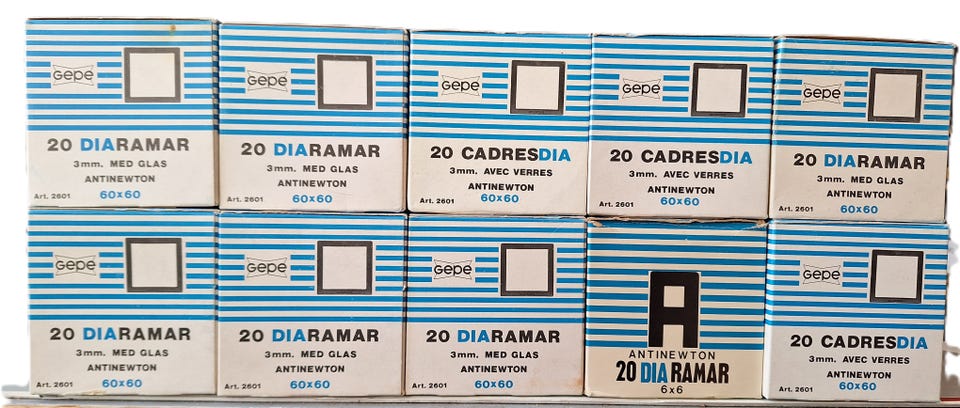 Gepe
20 DIARAMAR
3mm. MED GLAS
ANTINEWTON
Art. 2601 60x60
Gepe
20 DIARAMAR
3mm. MED GLAS
ANTINEWTON
Art. 2601 60x60
Gepe
20 CADRESDIA
3mm. AVEC VERRES
ANTINEWTON
Art. 2601 60x60
Gepe
20 CADRESDIA
3mm. AVEC VERRES
ANTINEWTON
Art. 2601 60x60
Gepe
20 DIARAMAR
3mm. MED GLAS
ANTINEWTON
Art. 2601 60x60
Gepe
20 DIARAMAR
3mm. MED GLAS
ANTINEWTON
Art. 2601 60x60
Gepe
20 DIARAMAR
3mm. MED GLAS
ANTINEWTON
Art. 2601 60x60
Gepe
20 DIARAMAR
3mm. MED GLAS
ANTINEWTON
Art. 2601 60x60
A
ANTINEWTON
20 DIA RAMAR
6x6
Gepe
20 CADRESDIA
3mm. AVEC VERRES
ANTINEWTON
Art. 2601 60x60